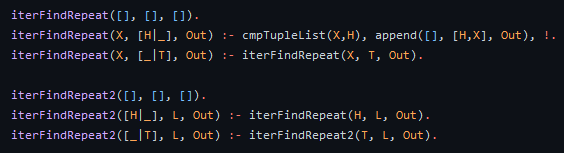 iterFindRepeat([], [], []).
iterFindRepeat(X, [H|_], Out) :- cmpTupleList(X,H), append([], [H,X], Out), !.
iterFindRepeat(X, [_|T], Out) :- iterFindRepeat(X, T, Out).
iterFindRepeat2([], [], []).
iterFindRepeat2([H|_], L, Out) :- iterFindRepeat(H, L, Out).
iterFindRepeat2([_|T], L, Out) :- iterFindRepeat2(T, L, Out).